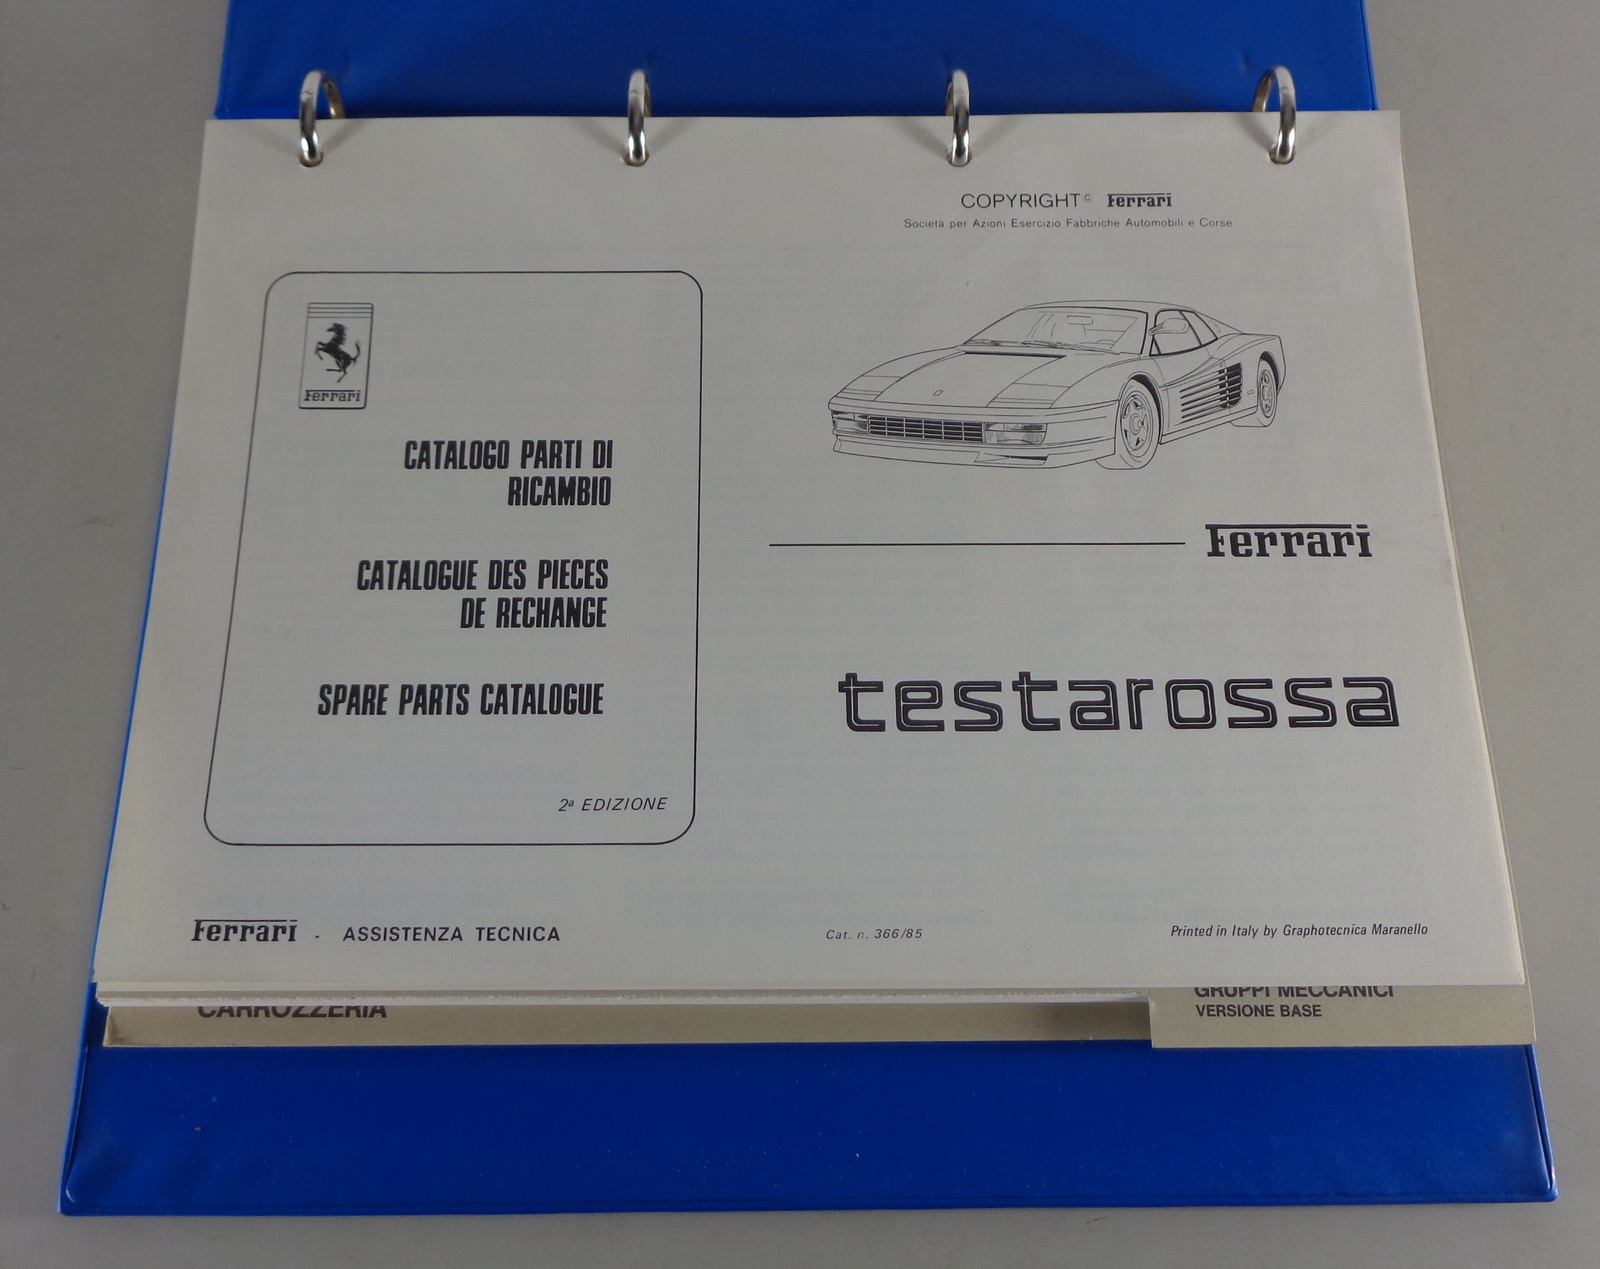 COPYRIGHT© Ferrari
Società per Azioni Esercizio Fabbriche Automobili e Corse
Ferrari
CATALOGO PARTI DI
RICAMBIO
CATALOGUE DES PIECES
DE RECHANGE
SPARE PARTS CATALOGUE
2ª EDIZIONE
Ferrari
testarossa
Ferrari - ASSISTENZA TECNICA
Cat. n. 366/85
Printed in Italy by Graphotecnica Maranello
CARROZZERIA
GRUPPI MECCANICI
VERSIONE BASE